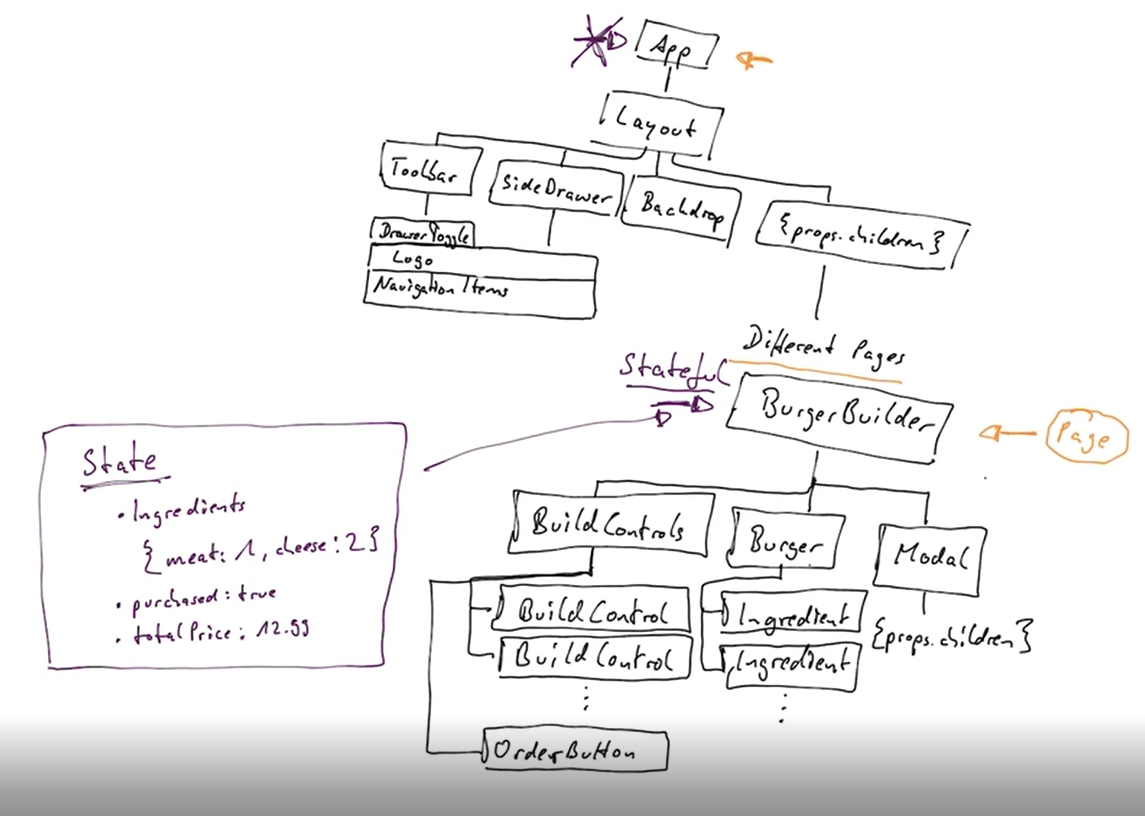 App
Layout
Toolbar
SideDrawer
Backdrop
{props.children}
DrawerToggle
Logo
Navigation Items
Different Pages
Stateful
BurgerBuilder
Page
State
• Ingredients
{meat: 1, cheese: 2}
• purchased: true
• totalPrice: 12.99
BuildControls
Burger
Modal
BuildControl
Ingredient
{props.children}
BuildControl
Ingredient
OrderButton